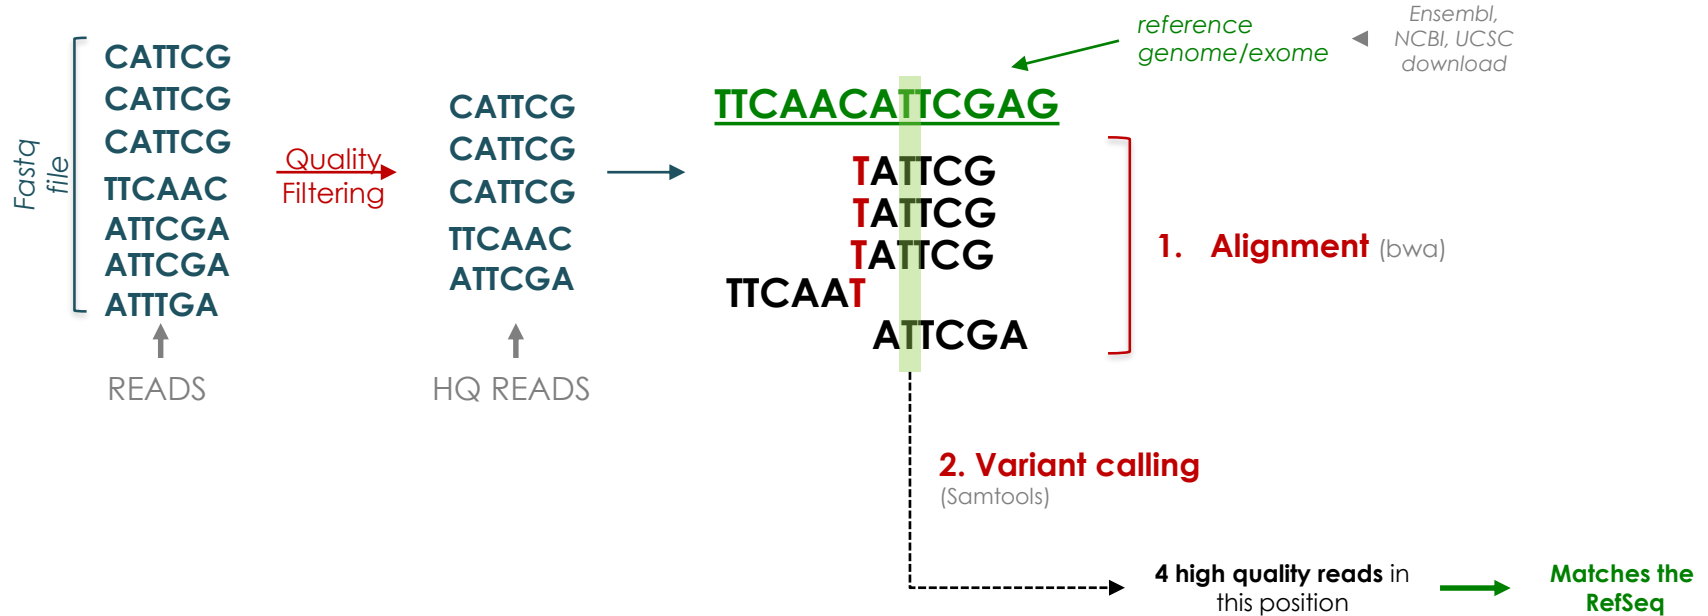 Fastq
file
CATTCG
CATTCG
CATTCG
TTCAAC
ATTCGA
ATTCGA
ATTTGA
READS
Quality
Filtering
CATTCG
CATTCG
CATTCG
TTCAAC
ATTCGA
HQ READS
reference
genome/exome
Ensembl,
NCBI, UCSC
download
TTCAACATTCGAG
TATTCG
TATTCG
TATTCG
TTCAAT
ATTCGA
1. Alignment (bwa)
2. Variant calling
(Samtools)
4 high quality reads in
this position
Matches the
RefSeq